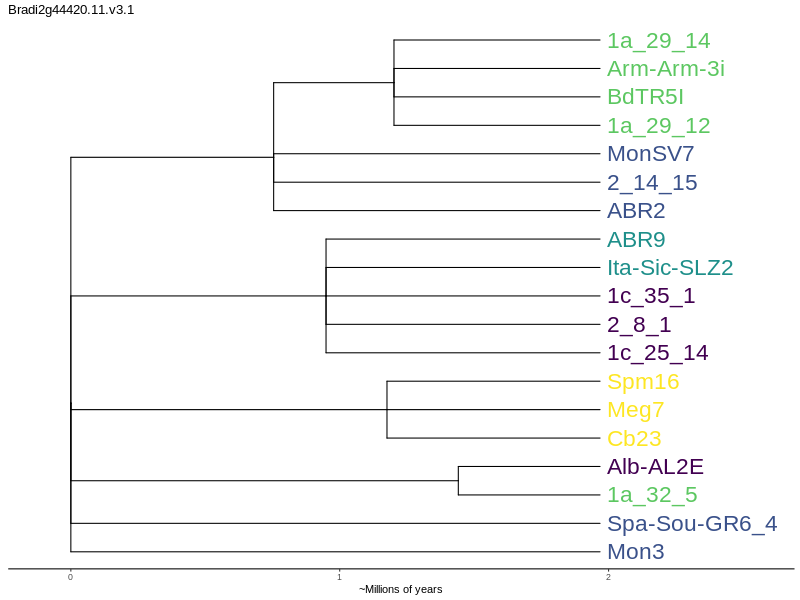 Bradi2g44420.11.v3.1
1a_29_14
Arm-Arm-3i
BdTR5I
1a_29_12
MonSV7
2_14_15
ABR2
ABR9
Ita-Sic-SLZ2
1c_35_1
2_8_1
1c_25_14
Spm16
Meg7
Cb23
Alb-AL2E
1a_32_5
Spa-Sou-GR6_4
Mon3
0 1 2
~Millions of years